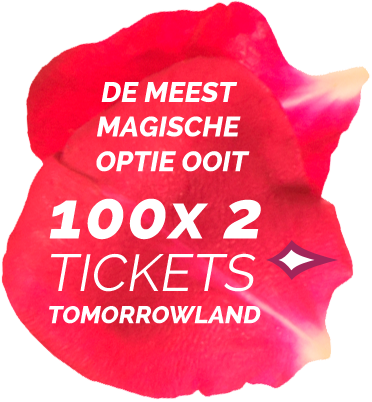 DE MEEST
MAGISCHE
OPTIE OOIT
100X 2
TICKETS
TOMORROWLAND